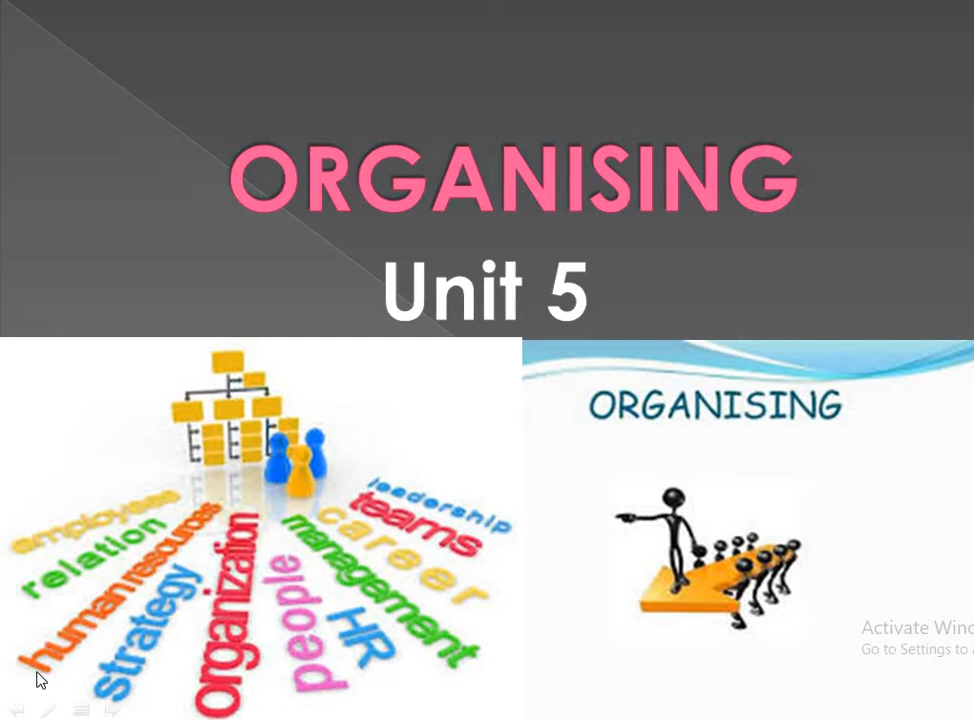 ORGANISING
Unit 5
ORGANISING
employees
relation
human resources
strategy
organization
people
HR
management
career
teams
leadership
Activate Wind
Go to Settings to